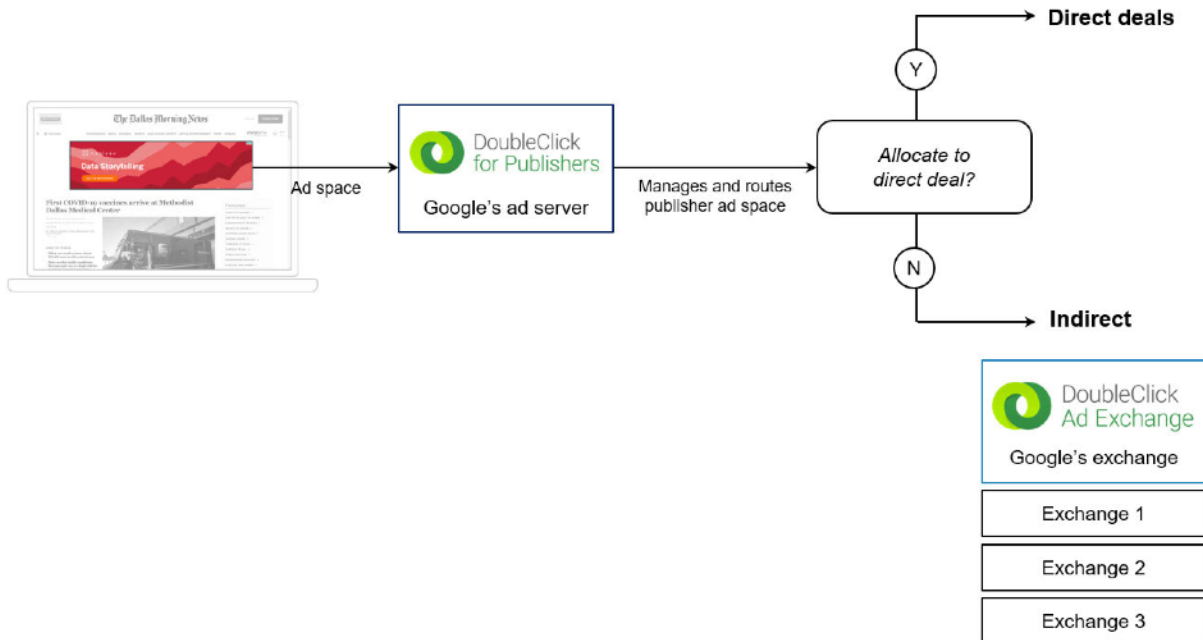 Direct deals
Y
The Dallas Morning News
Data Storytelling
First COVID-19 vaccines arrive at Methodist
Dallas Medical Center
Ad space
DoubleClick
for Publishers
Google's ad server
Manages and routes
publisher ad space
Allocate to
direct deal?
N
Indirect
DoubleClick
Ad Exchange
Google's exchange
Exchange 1
Exchange 2
Exchange 3